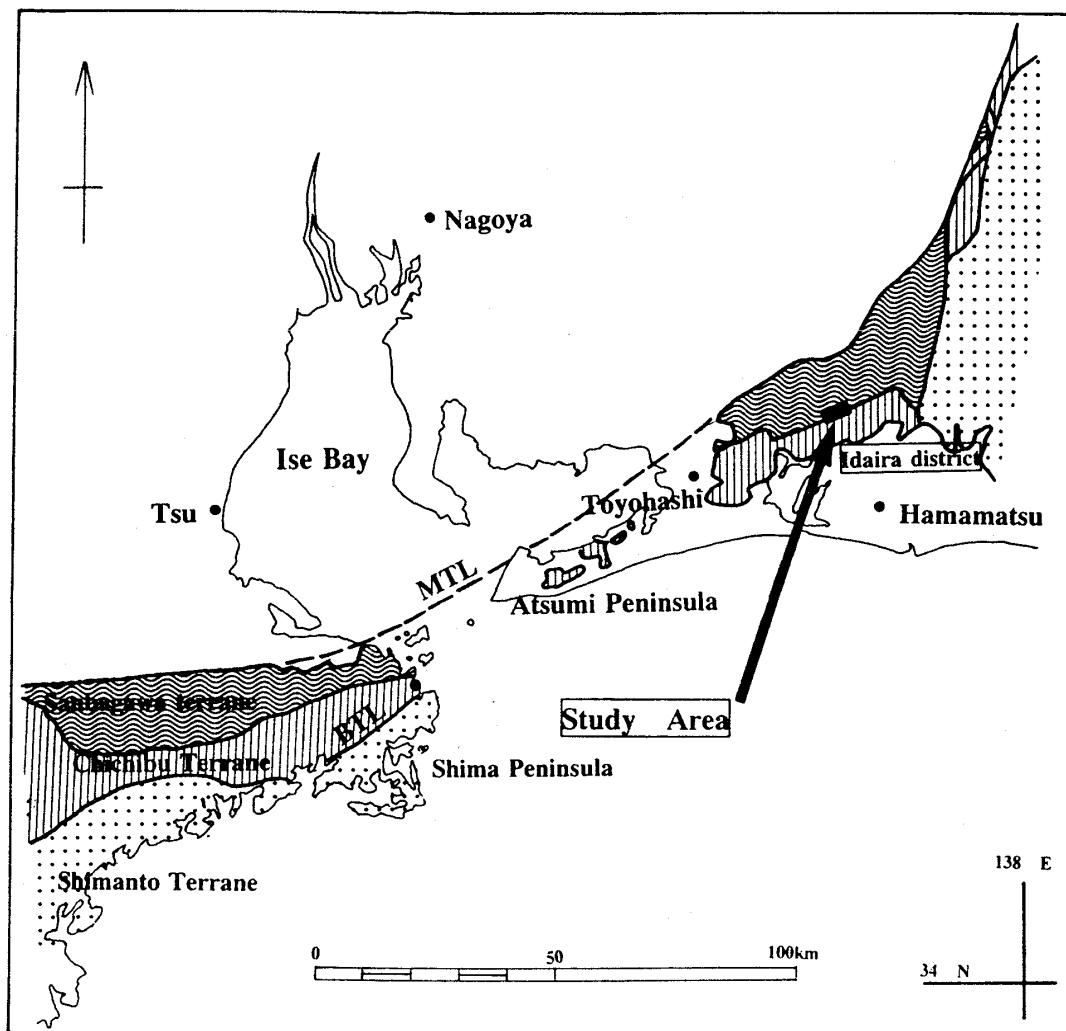 Nagoya
Ise Bay
Tsu
Toyohashi
Idaira district
Hamamatsu
MTL
Atsumi Peninsula
Sanbagawa terrane
BTL
Study Area
Chichibu Terrane
Shima Peninsula
Shimanto Terrane
138 E
0 50 100km
34 N